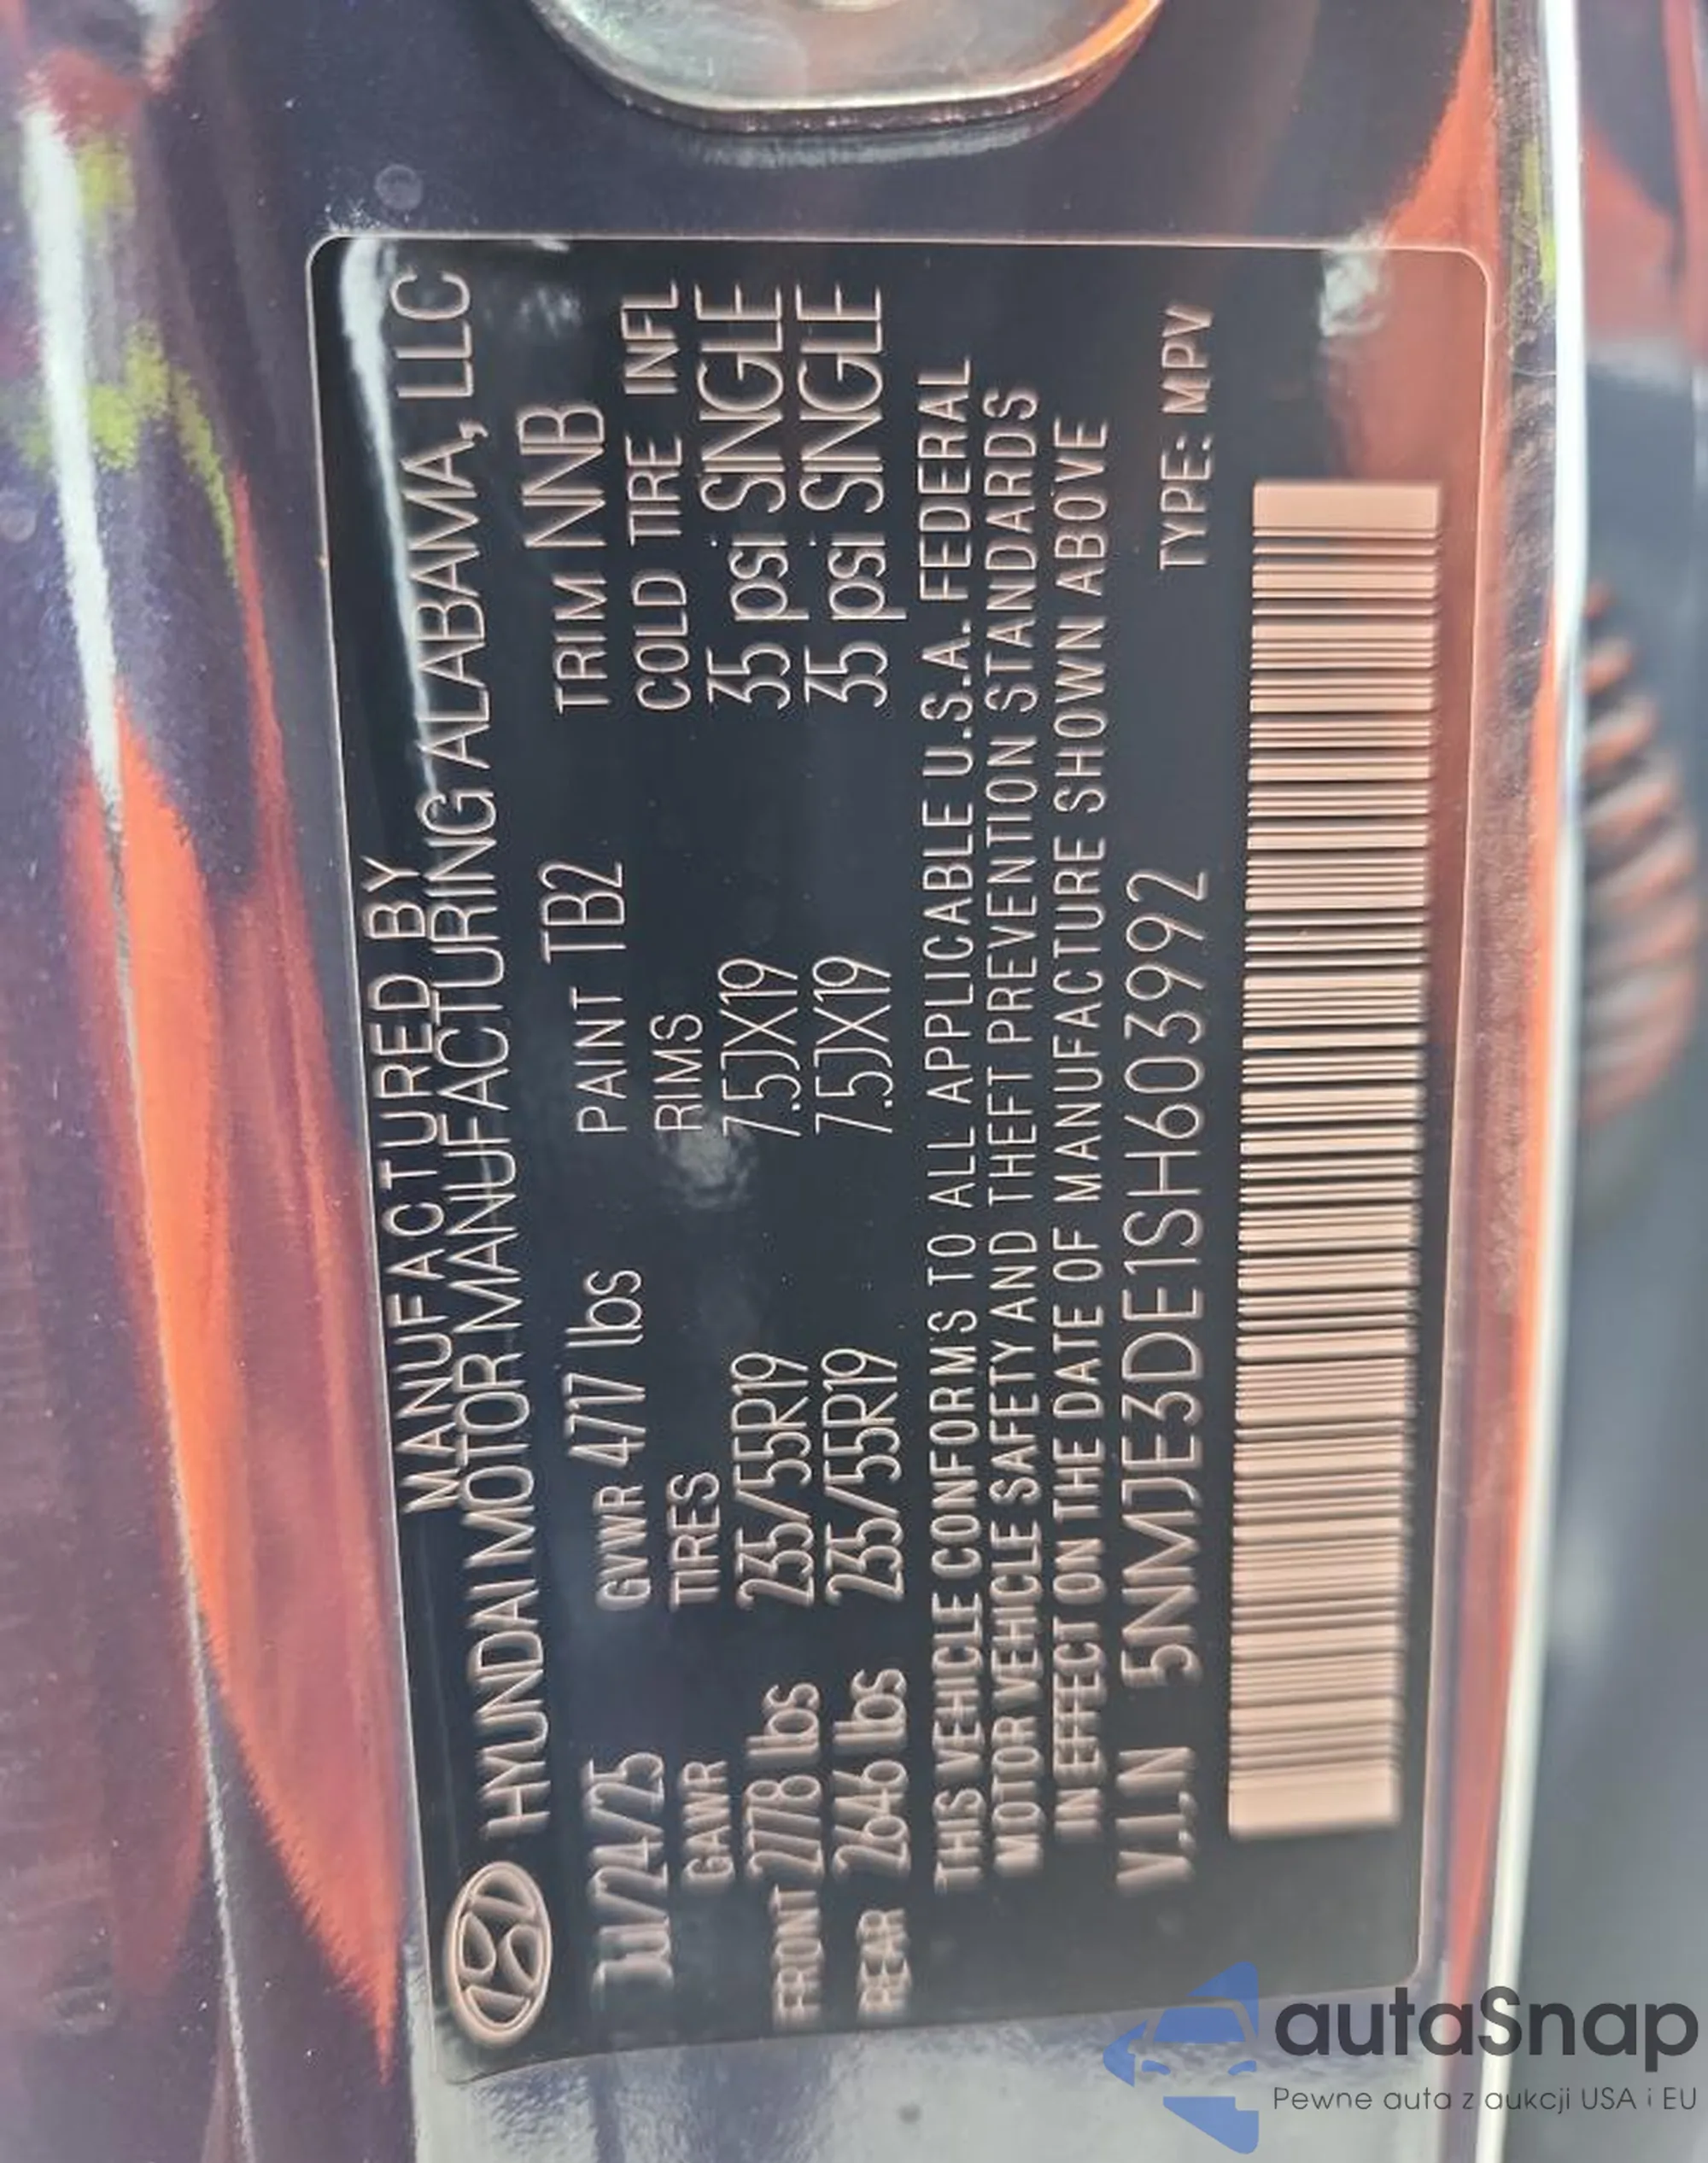 MANUFACTURED BY
HYUNDAI MOTOR MANUFACTURING ALABAMA, LLC
JUL/24/25 GVWR 4717 lbs PAINT TB2 TRIM NNB
GAWR TIRES RIMS COLD TIRE INFL
FRONT 2778 lbs 235/55R19 7.5JX19 35 psi SINGLE
REAR 2646 lbs 235/55R19 7.5JX19 35 psi SINGLE
THIS VEHICLE CONFORMS TO ALL APPLICABLE U.S.A. FEDERAL
MOTOR VEHICLE SAFETY AND THEFT PREVENTION STANDARDS
IN EFFECT ON THE DATE OF MANUFACTURE SHOWN ABOVE
V.I.N 5NMJE3DE1SH603992 TYPE: MPV
autaSnap
Pewne auta z aukcji USA i EU